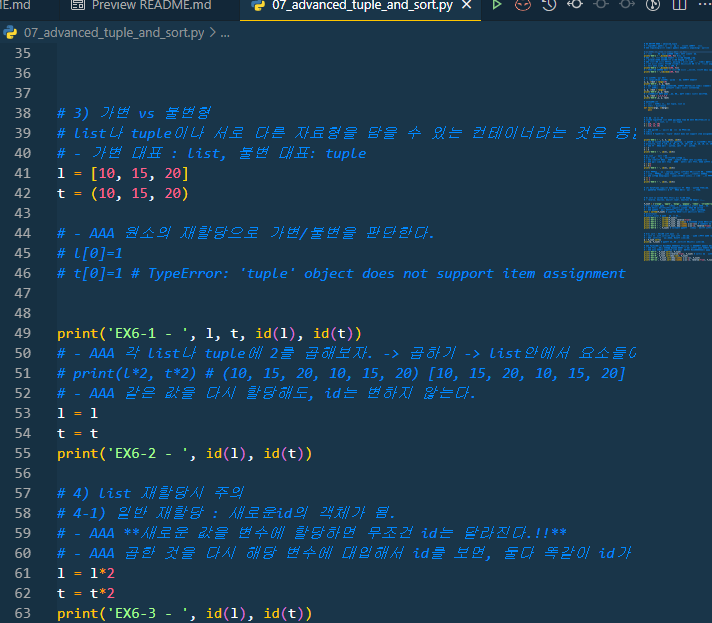 E.md Preview README.md 07_advanced_tuple_and_sort.py
07_advanced_tuple_and_sort.py > ...
35
36
37
38 # 3) 가변 vs 불변형
39 # list나 tuple이나 서로 다른 자료형을 담을 수 있는 컨테이너라는 것은
40 # - 가변 대표 : list, 불변 대표: tuple
41 l = [10, 15, 20]
42 t = (10, 15, 20)
43
44 # - AAA 원소의 재할당으로 가변/불변을 판단한다.
45 # l[0]=1
46 # t[0]=1 # TypeError: 'tuple' object does not support item assignment
47
48
49 print('EX6-1 - ', l, t, id(l), id(t))
50 # - AAA 각 list나 tuple에 2를 곱해보자. -> 곱하기 -> list안에서
51 # print(l*2, t*2) # (10, 15, 20, 10, 15, 20) [10, 15, 20, 10, 15, 20]
52 # - AAA 같은 값을 다시 할당해도, id는 변하지 않는다.
53 l = l
54 t = t
55 print('EX6-2 - ', id(l), id(t))
56
57 # 4) list 재할당시 주의
58 # 4-1) 일반 재할당 : 새로운id의 객체가 됨.
59 # - AAA **새로운 값을 변수에 할당하면 무조건 id는 달라진다.!!**
60 # - AAA 곱한 것을 다시 해당 변수에 대입해서 id를 보면, 둘다 똑같이 id가
61 l = l*2
62 t = t*2
63 print('EX6-3 - ', id(l), id(t))